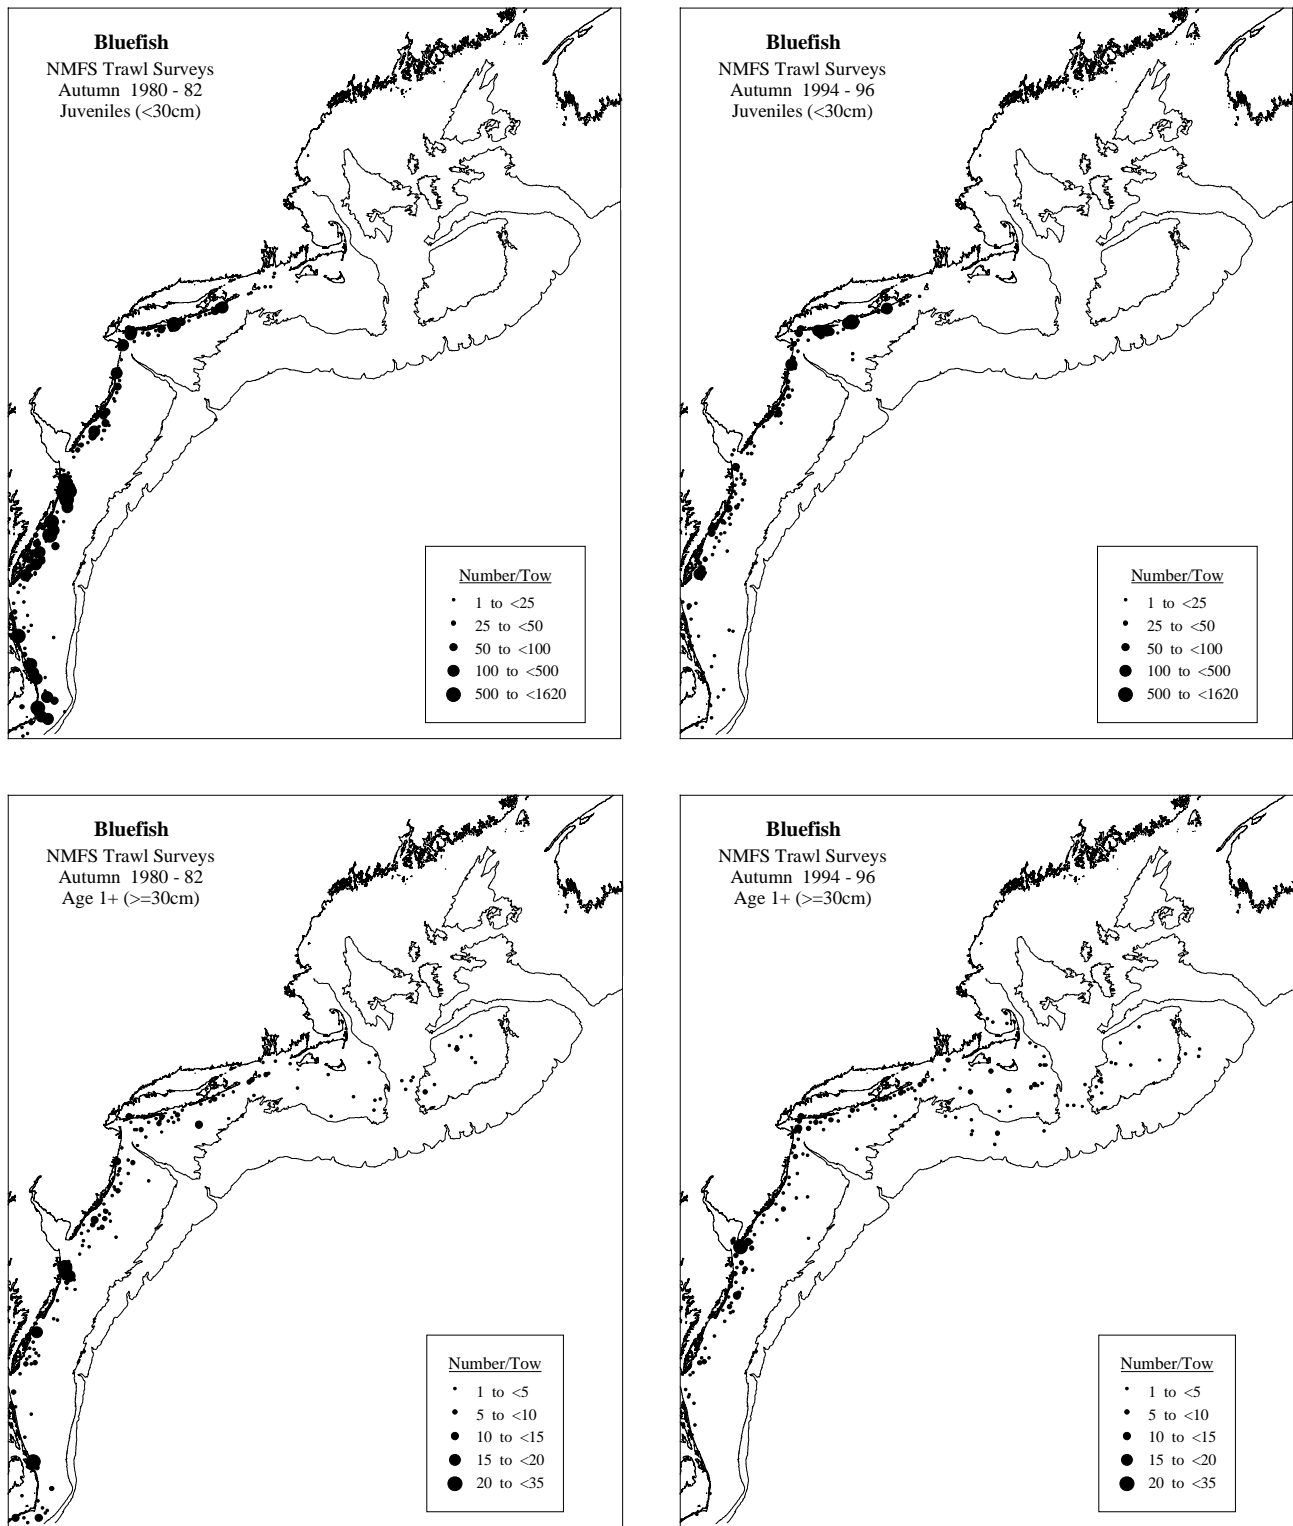 Bluefish
NMFS Trawl Surveys
Autumn 1980 - 82
Juveniles (<30cm)
Number/Tow
1 to <25
25 to <50
50 to <100
100 to <500
500 to <1620
Bluefish
NMFS Trawl Surveys
Autumn 1994 - 96
Juveniles (<30cm)
Number/Tow
1 to <25
25 to <50
50 to <100
100 to <500
500 to <1620
Bluefish
NMFS Trawl Surveys
Autumn 1980 - 82
Age 1+ (>=30cm)
Number/Tow
1 to <5
5 to <10
10 to <15
15 to <20
20 to <35
Bluefish
NMFS Trawl Surveys
Autumn 1994 - 96
Age 1+ (>=30cm)
Number/Tow
1 to <5
5 to <10
10 to <15
15 to <20
20 to <35